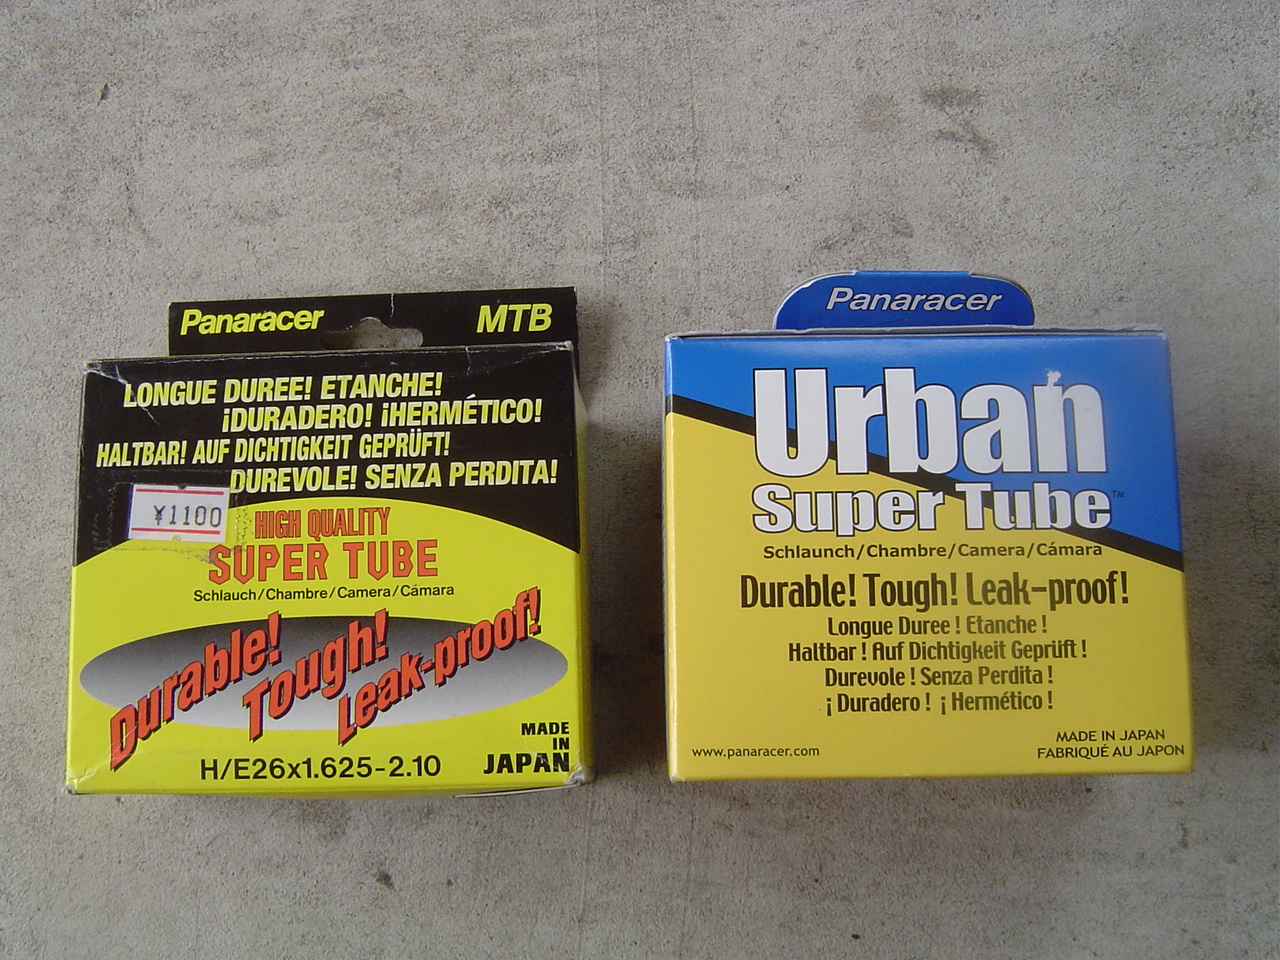 Panaracer MTB
LONGUE DUREE! ETANCHE!
¡DURADERO! ¡HERMÉTICO!
HALTBAR! AUF DICHTIGKEIT GEPRÜFT!
DUREVOLE! SENZA PERDITA!
¥1100
HIGH QUALITY
SUPER TUBE
Schlauch/Chambre/Camera/Cámara
Durable!
Tough!
Leak-proof!
H/E26x1.625-2.10
MADE
IN
JAPAN
Panaracer
Urban
Super Tube™
Schlaunch/Chambre/Camera/Cámara
Durable! Tough! Leak-proof!
Longue Duree! Etanche!
Haltbar! Auf Dichtigkeit Geprüft!
Durevole! Senza Perdita!
¡Duradero! ¡Hermético!
www.panaracer.com
MADE IN JAPAN
FABRIQUÉ AU JAPON